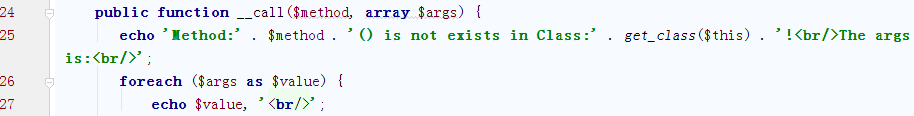 24 public function __call($method, array $args) {
25 echo 'Method:' . $method . '() is not exists in Class:' . get_class($this) . '!<br/>The args
is:<br/>';
26 foreach ($args as $value) {
27 echo $value, '<br/>';